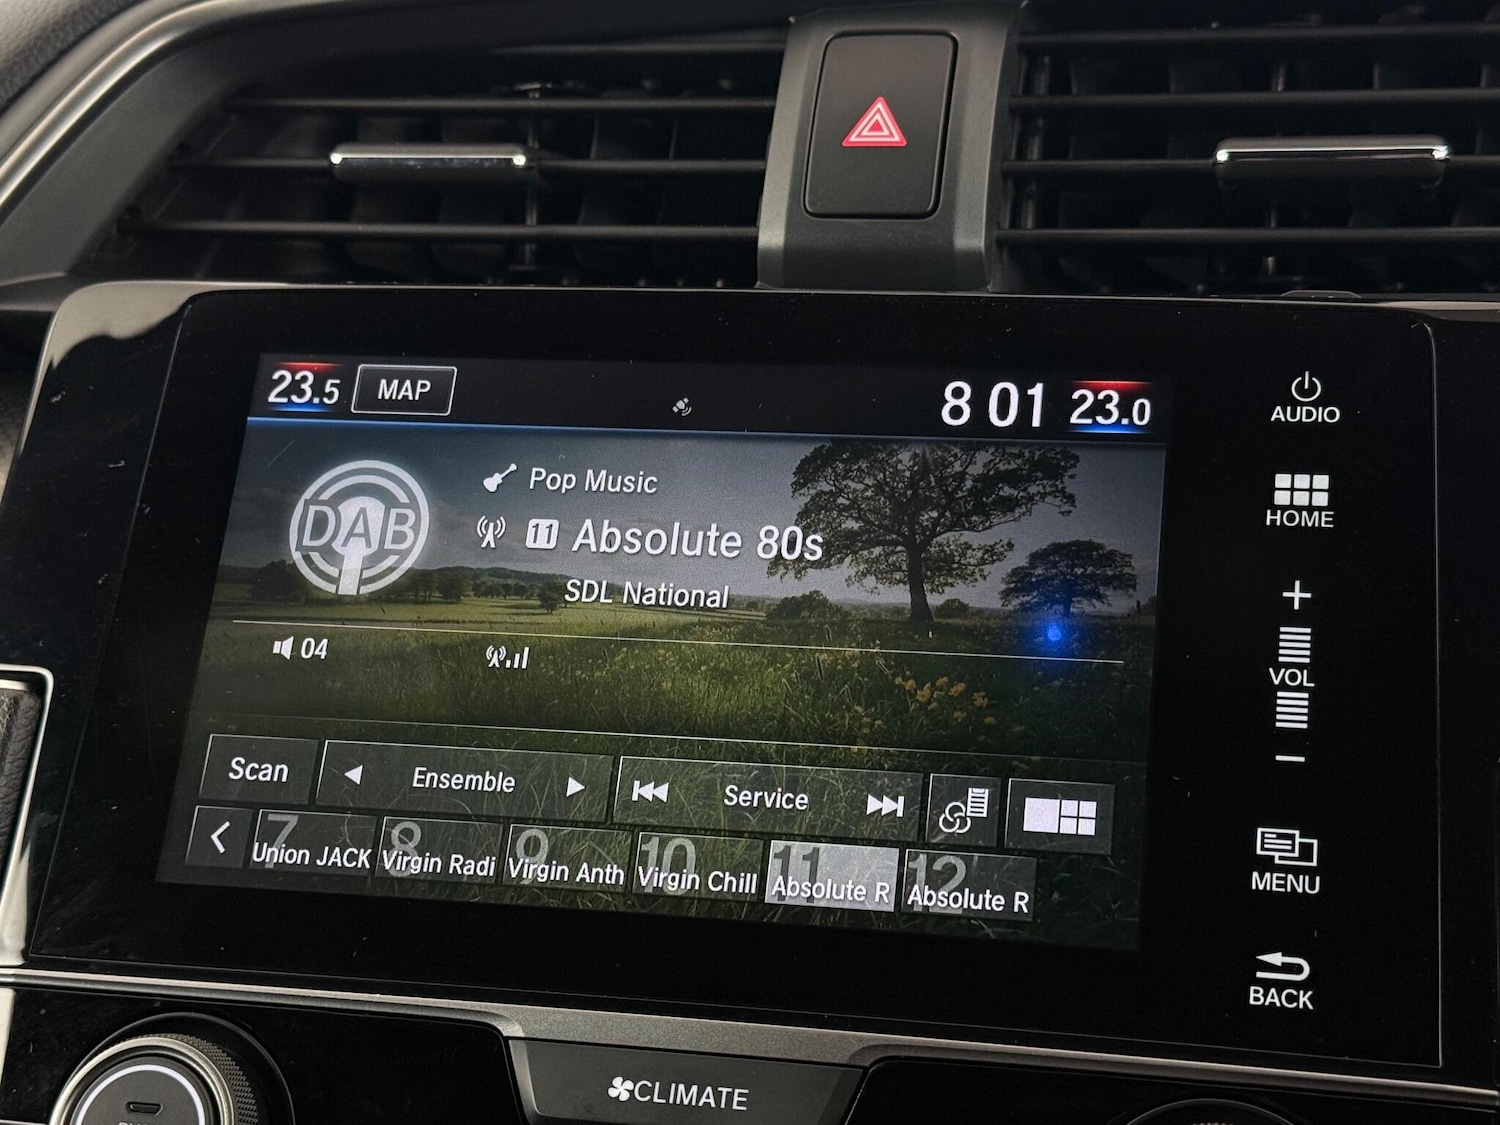 23.5 MAP 8 01 23.0
AUDIO
DAB
Pop Music
11 Absolute 80s
SDL National
04
HOME
+
VOL
−
Scan Ensemble Service
7 Union JACK
8 Virgin Radi
9 Virgin Anth
10 Virgin Chill
11 Absolute R
12 Absolute R
MENU
BACK
CLIMATE